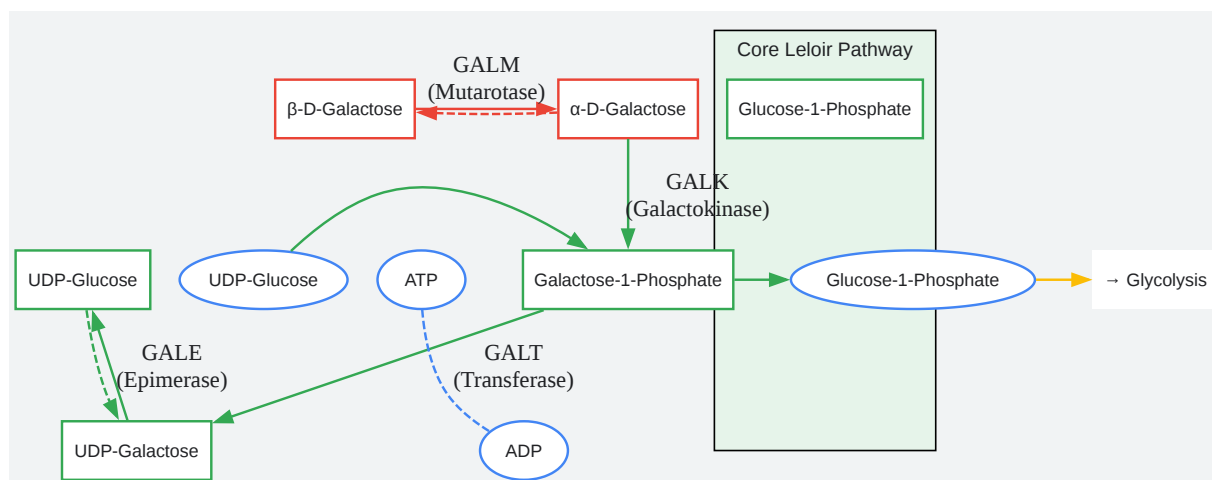 Core Leloir Pathway
GALM
(Mutarotase)
β-D-Galactose
α-D-Galactose
Glucose-1-Phosphate
GALK
(Galactokinase)
UDP-Glucose
UDP-Glucose
ATP
Galactose-1-Phosphate
Glucose-1-Phosphate
→ Glycolysis
GALE
(Epimerase)
GALT
(Transferase)
UDP-Galactose
ADP